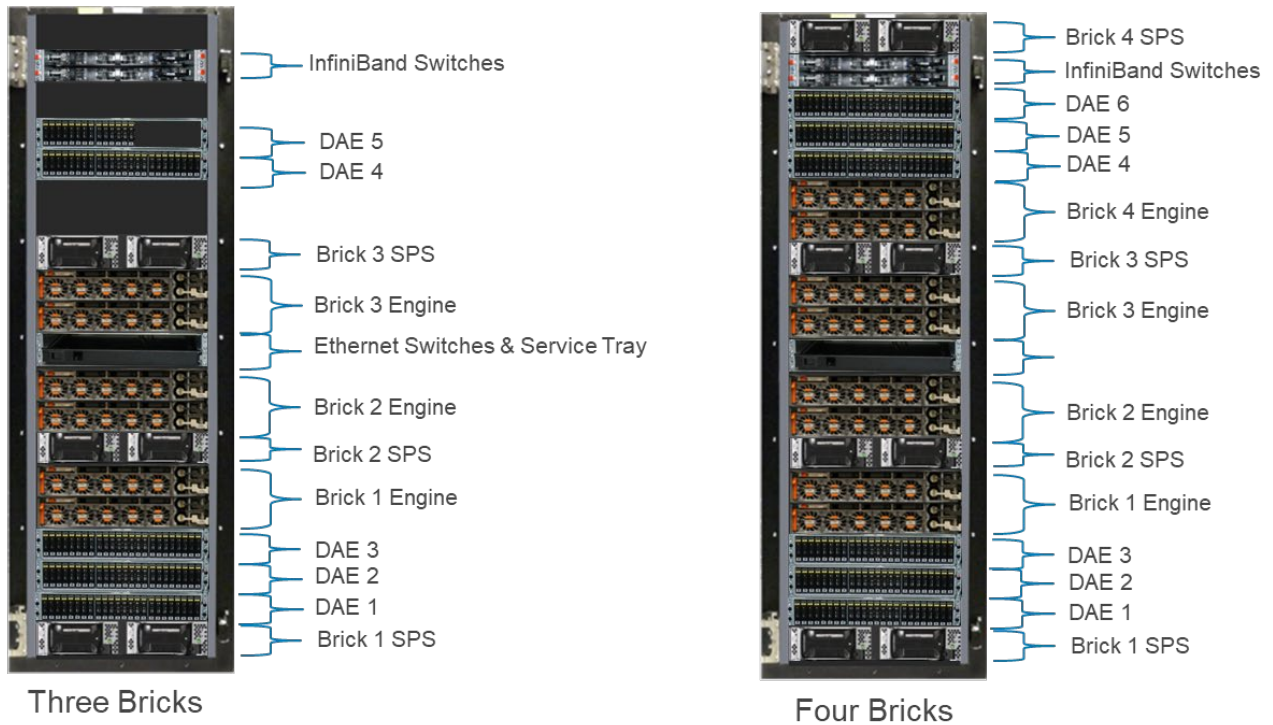 InfiniBand Switches
DAE 5
DAE 4
Brick 3 SPS
Brick 3 Engine
Ethernet Switches & Service Tray
Brick 2 Engine
Brick 2 SPS
Brick 1 Engine
DAE 3
DAE 2
DAE 1
Brick 1 SPS
Three Bricks
Brick 4 SPS
InfiniBand Switches
DAE 6
DAE 5
DAE 4
Brick 4 Engine
Brick 3 SPS
Brick 3 Engine
Brick 2 Engine
Brick 2 SPS
Brick 1 Engine
DAE 3
DAE 2
DAE 1
Brick 1 SPS
Four Bricks